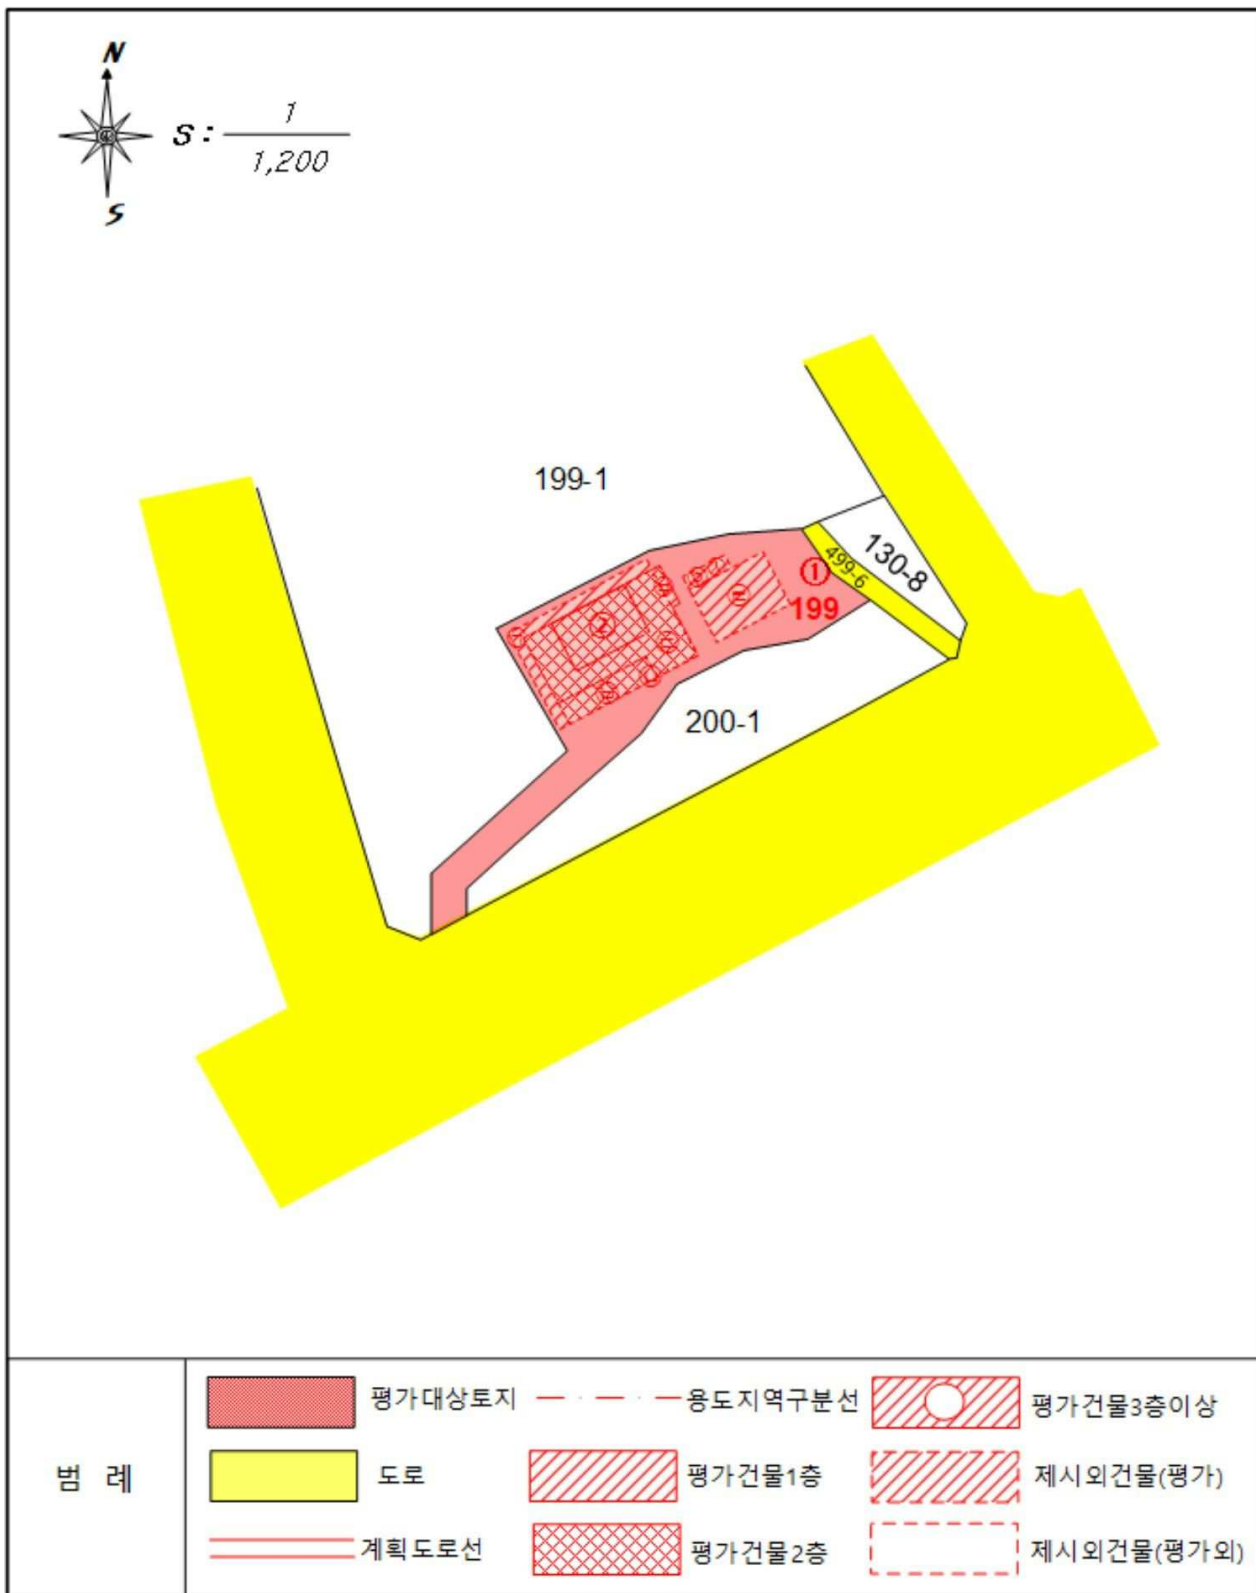 N
S : 1
1,200
S
199-1
130-8
499-6
①
199
②
㉣
200-1
범 례
평가대상토지
용도지역구분선
평가건물3층이상
도로
평가건물1층
제시외건물(평가)
계획도로선
평가건물2층
제시외건물(평가외)